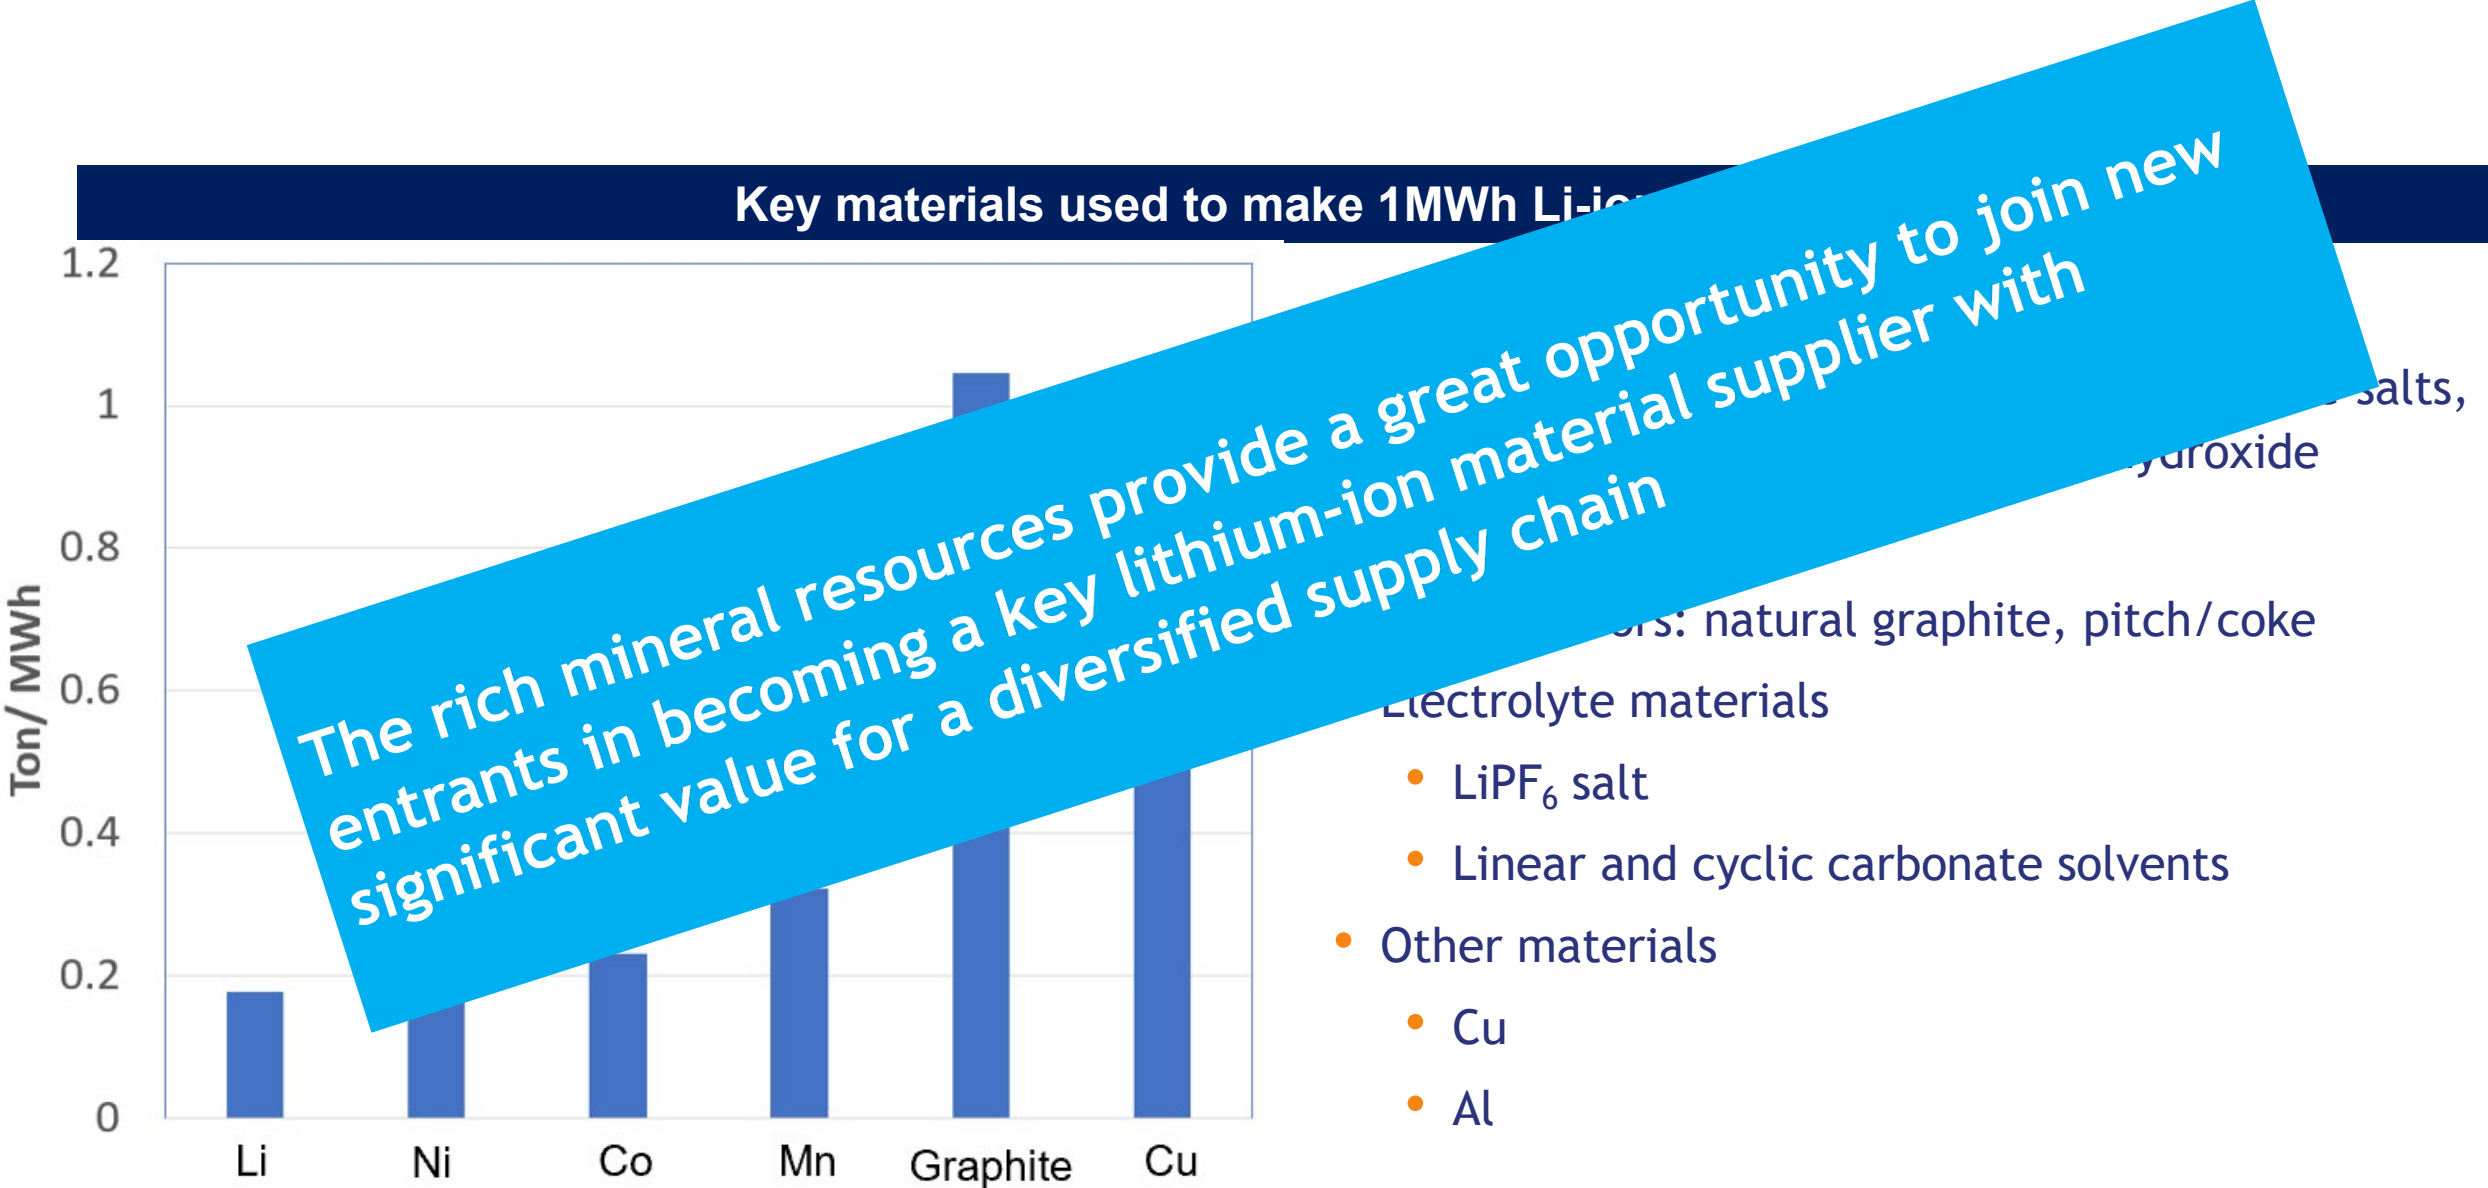 Key materials used to make 1MWh
The rich mineral resources provide a great opportunity to join new
entrants in becoming a key lithium-ion material supplier with
significant value for a diversified supply chain
1.2
1
0.8
0.6
0.4
0.2
0
Ton/ MWh
Li
Ni
Co
Mn
Graphite
Cu
salts,
natural graphite, pitch/coke
Electrolyte materials
• LiPF₆ salt
• Linear and cyclic carbonate solvents
• Other materials
• Cu
• Al